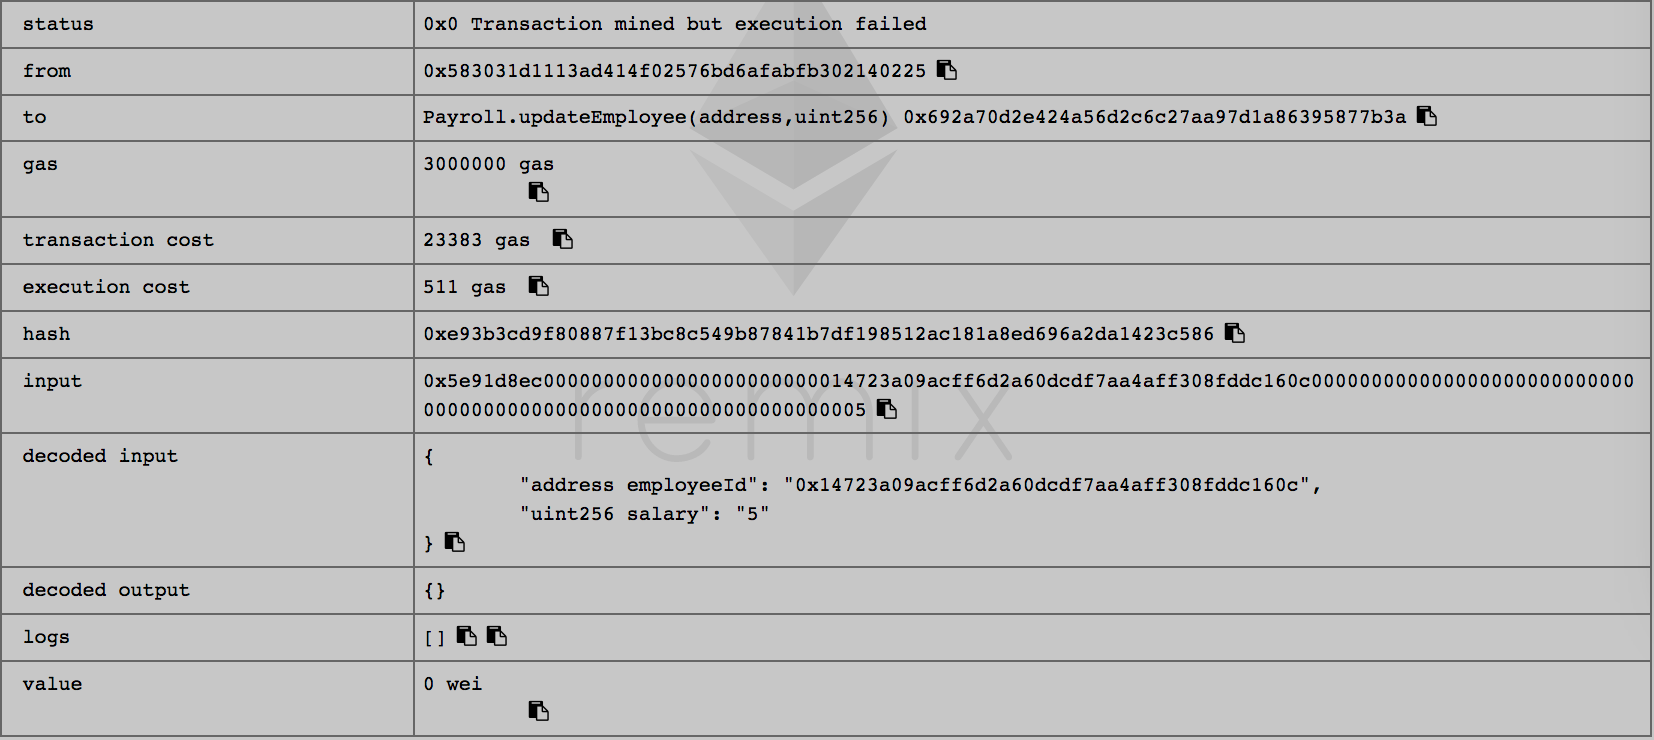 status 0x0 Transaction mined but execution failed
from 0x583031d1113ad414f02576bd6afabfb302140225
to Payroll.updateEmployee(address,uint256) 0x692a70d2e424a56d2c6c27aa97d1a86395877b3a
gas 3000000 gas
transaction cost 23383 gas
execution cost 511 gas
hash 0xe93b3cd9f80887f13bc8c549b87841b7df198512ac181a8ed696a2da1423c586
input 0x5e91d8ec00000000000000000000000014723a09acff6d2a60dcdf7aa4aff308fddc160c000000000000000000000000000
0000000000000000000000000000000000005
decoded input {
"address employeeId": "0x14723a09acff6d2a60dcdf7aa4aff308fddc160c",
"uint256 salary": "5"
}
decoded output {}
logs []
value 0 wei
remix